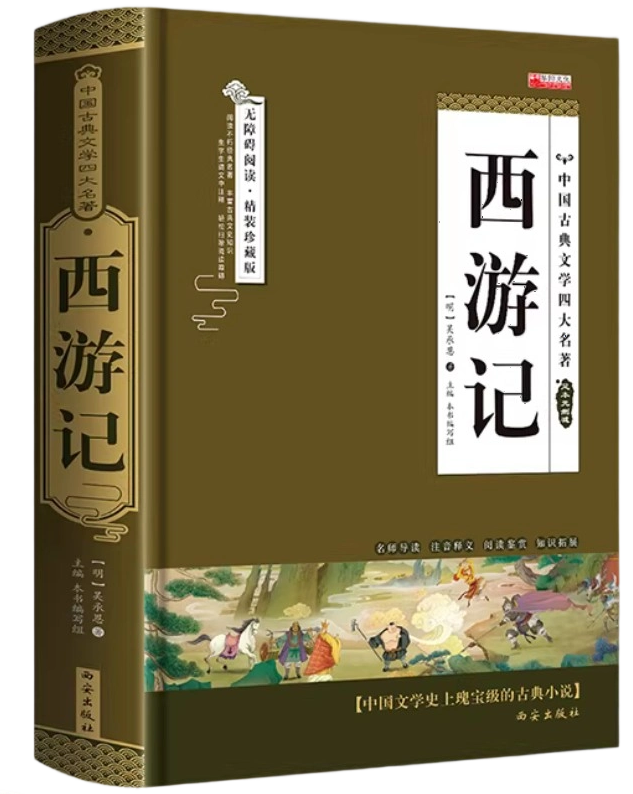 中国古典文学四大名著
西游记
【明】吴承恩 著
主编 本书编写组
西安出版社
无障碍阅读·精装珍藏版
中国古典文学四大名著
西游记
【明】吴承恩 著
主编 本书编写组
名师导读 注音释义 阅读鉴赏 知识拓展
【中国文学史上瑰宝级的古典小说】
西安出版社